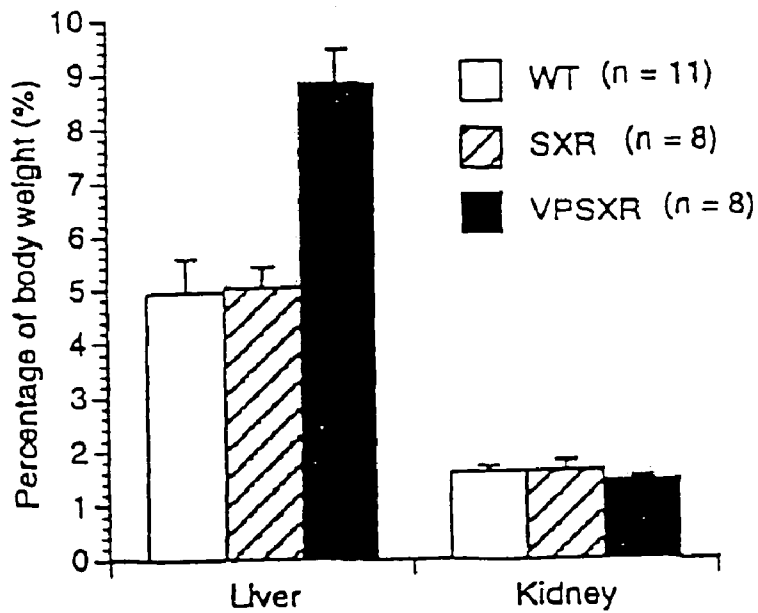 Percentage of body weight (%)
10
9
8
7
6
5
4
3
2
1
0
WT (n = 11)
SXR (n = 8)
VPSXR (n = 8)
Liver
Kidney